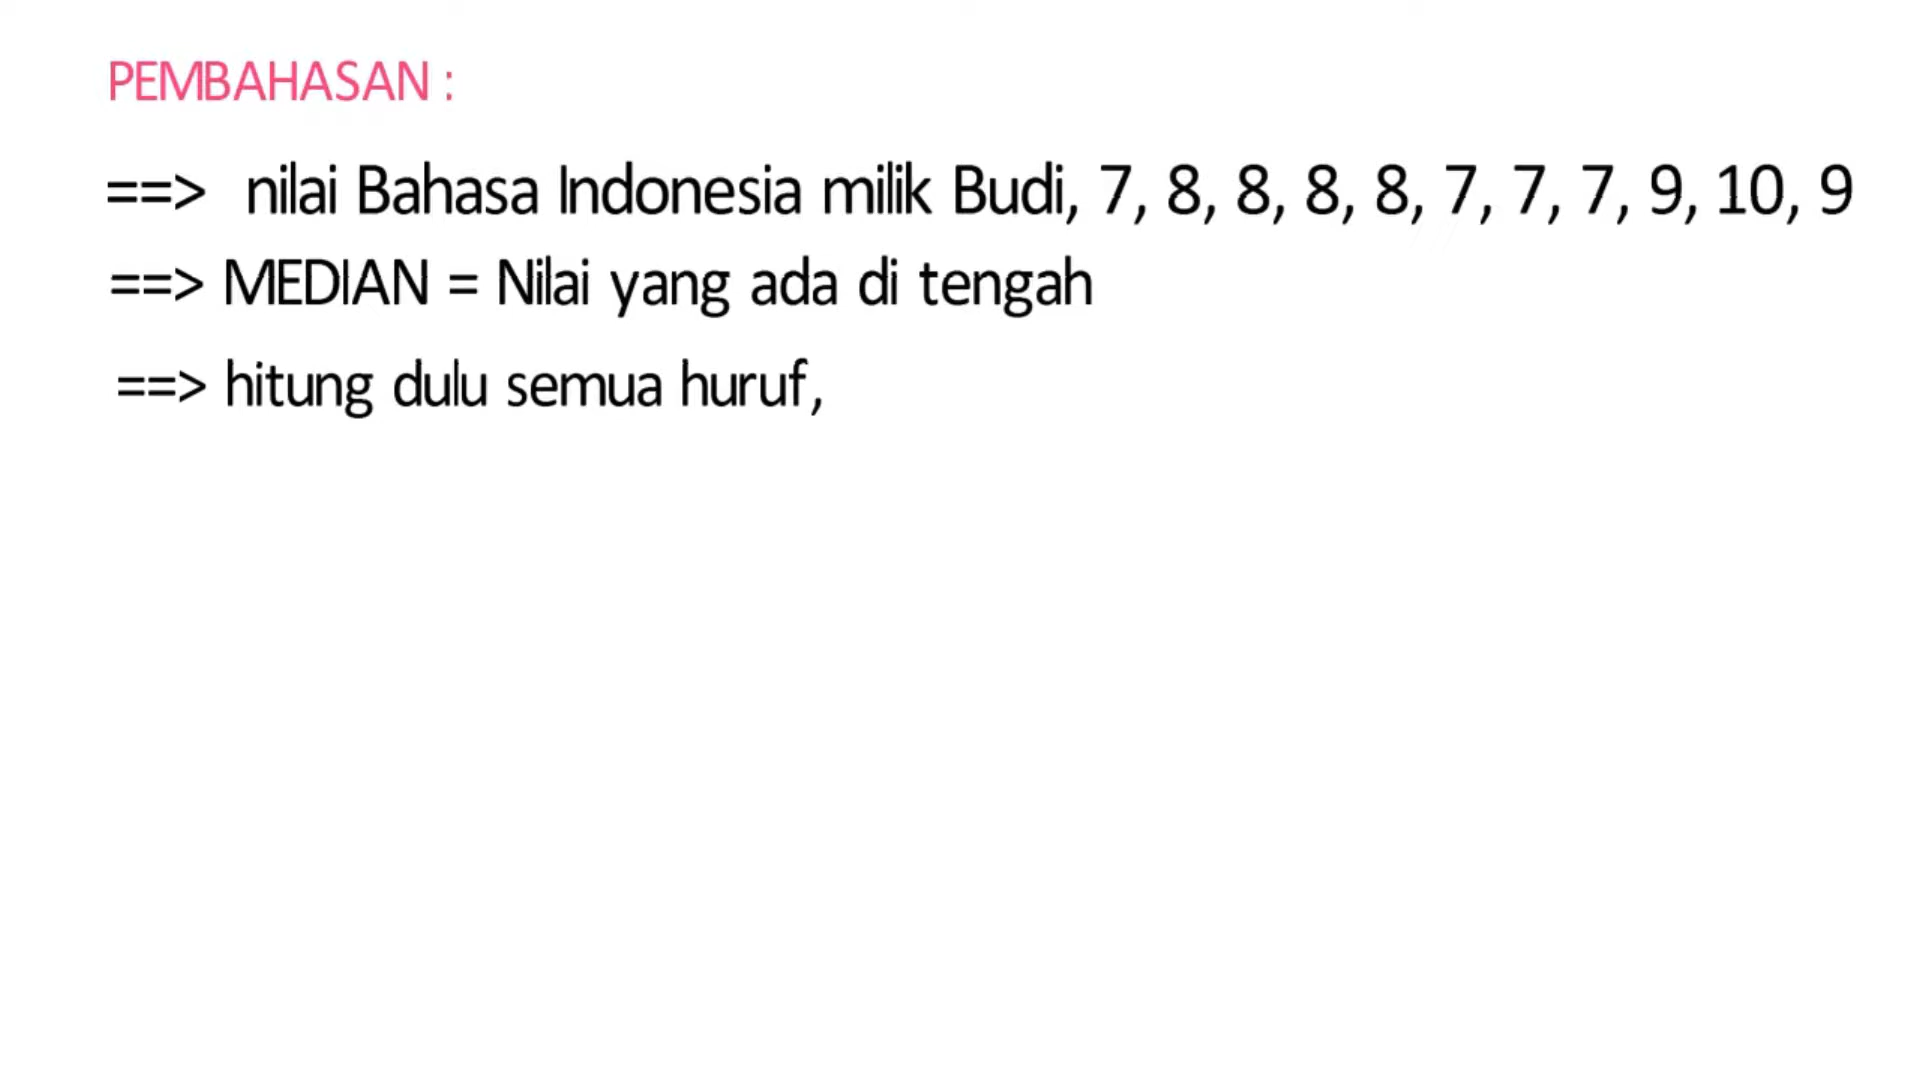 PEMBAHASAN :
==> nilai Bahasa Indonesia milik Budi, 7, 8, 8, 8, 8, 7, 7, 7, 9, 10, 9
==> MEDIAN = Nilai yang ada di tengah
==> hitung dulu semua huruf,